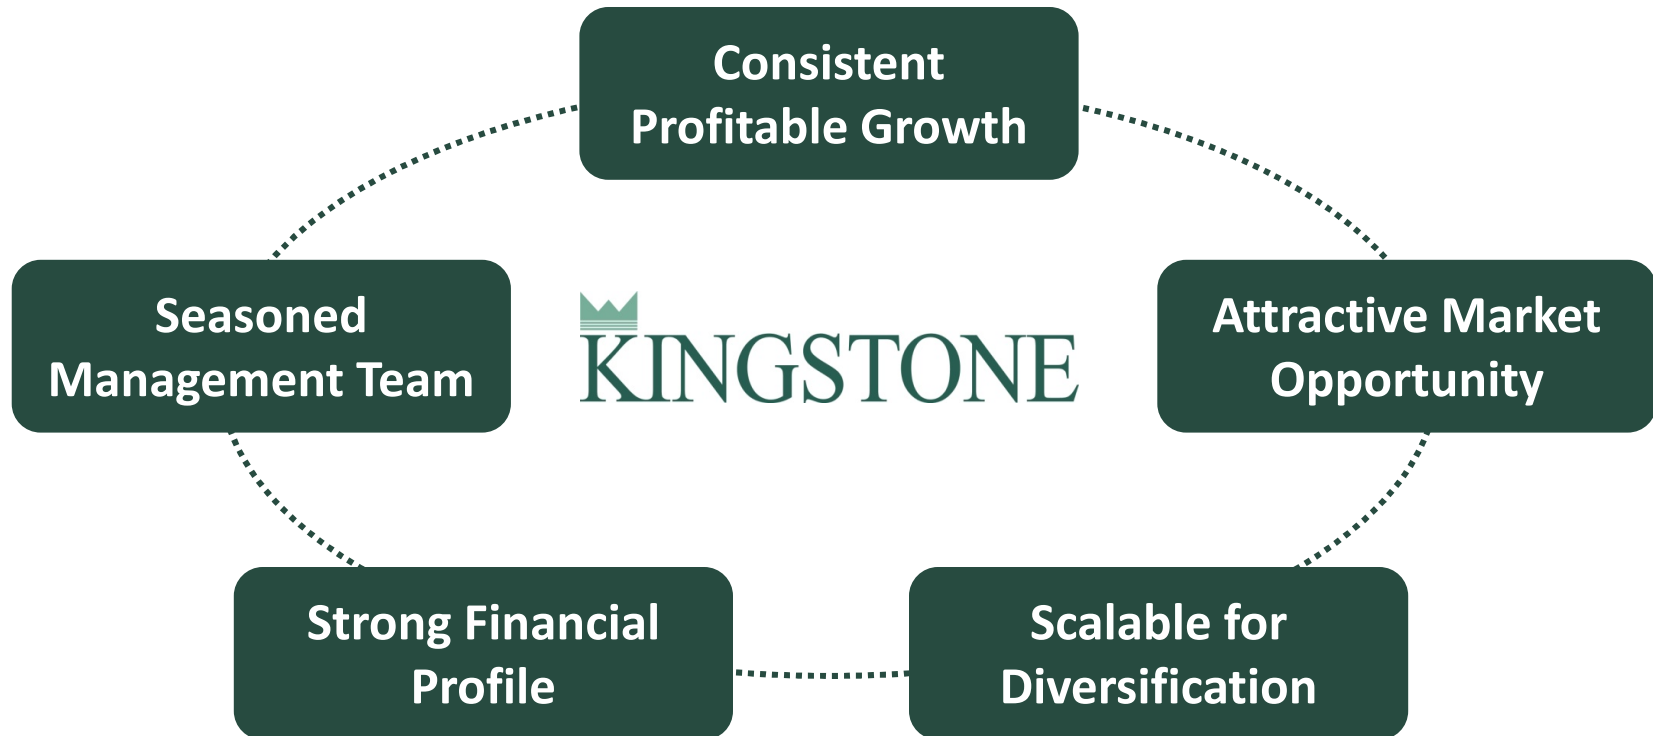 Consistent
Profitable Growth
Seasoned
Management Team
KINGSTONE
Attractive Market
Opportunity
Strong Financial
Profile
Scalable for
Diversification